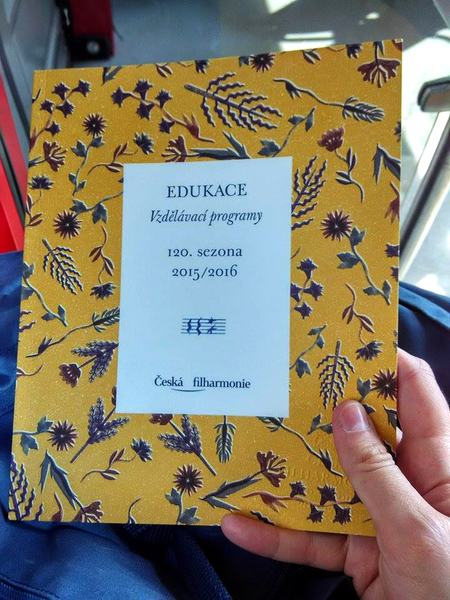 EDUKACE
Vzdělávací programy
120. sezona
2015/2016
Česká filharmonie